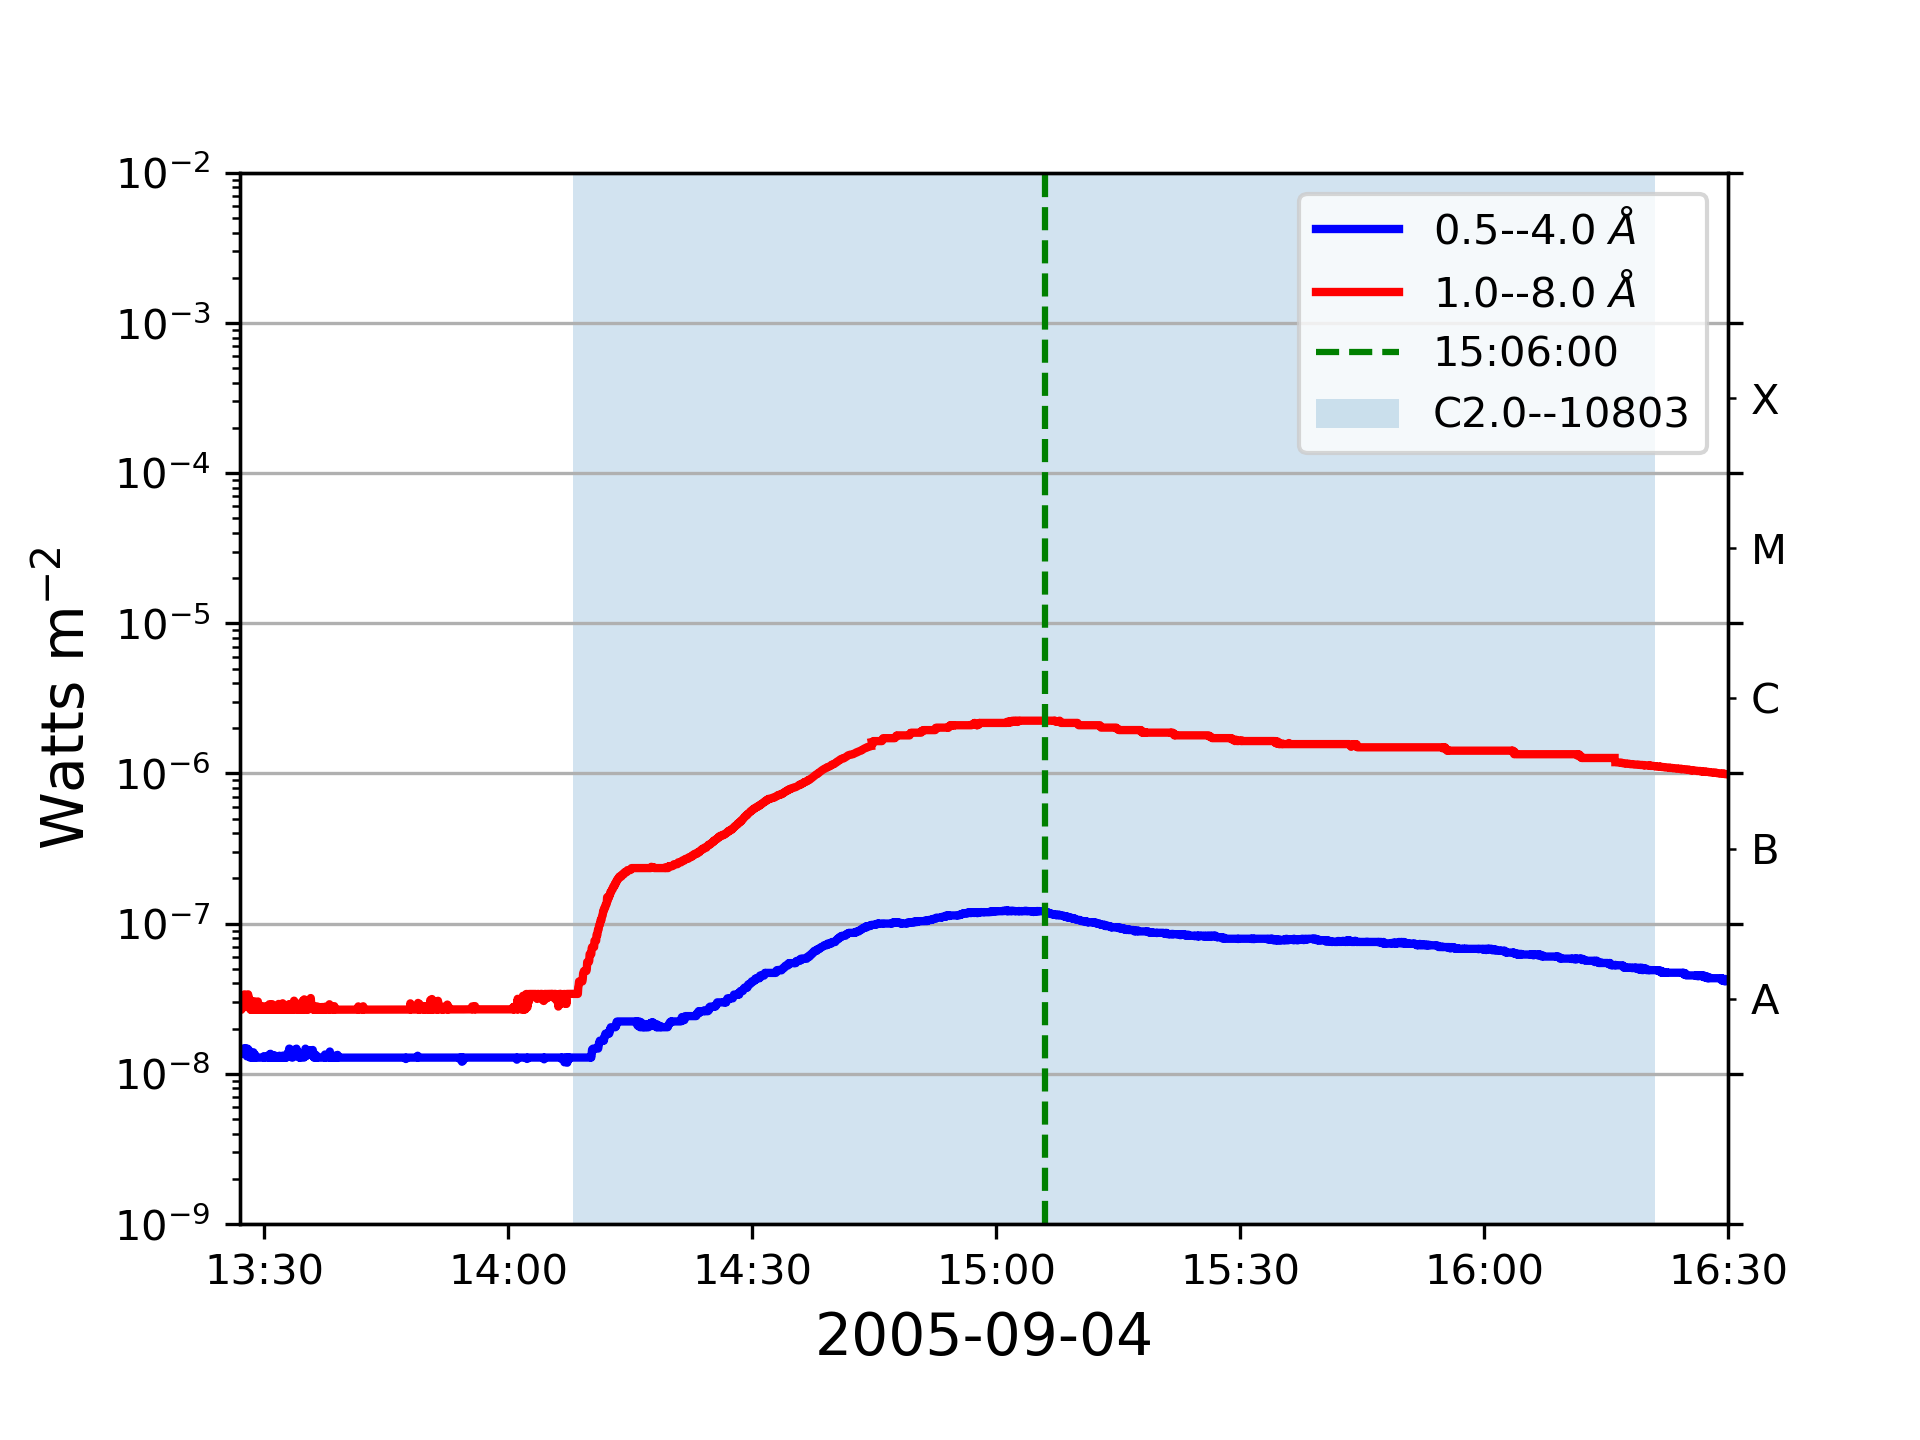 10⁻²
10⁻³
10⁻⁴
10⁻⁵
10⁻⁶
10⁻⁷
10⁻⁸
10⁻⁹
Watts m⁻²
0.5--4.0 Å
1.0--8.0 Å
15:06:00
C2.0--10803
X
M
C
B
A
13:30 14:00 14:30 15:00 15:30 16:00 16:30
2005-09-04